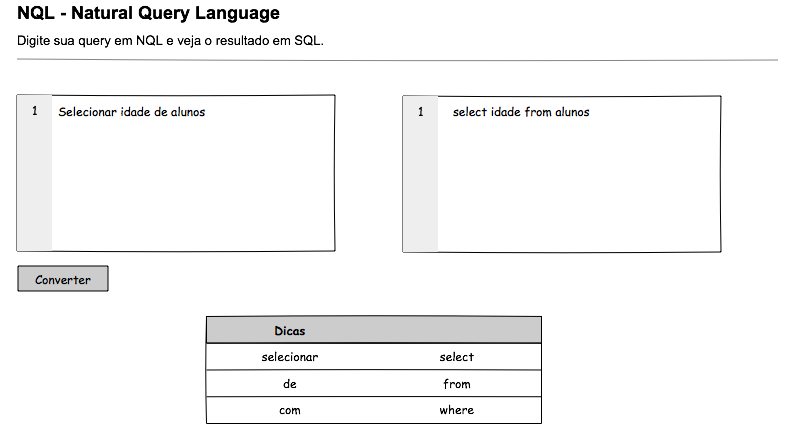 NQL - Natural Query Language
Digite sua query em NQL e veja o resultado em SQL.
1 Selecionar idade de alunos
1 select idade from alunos
Converter
Dicas
selecionar select
de from
com where